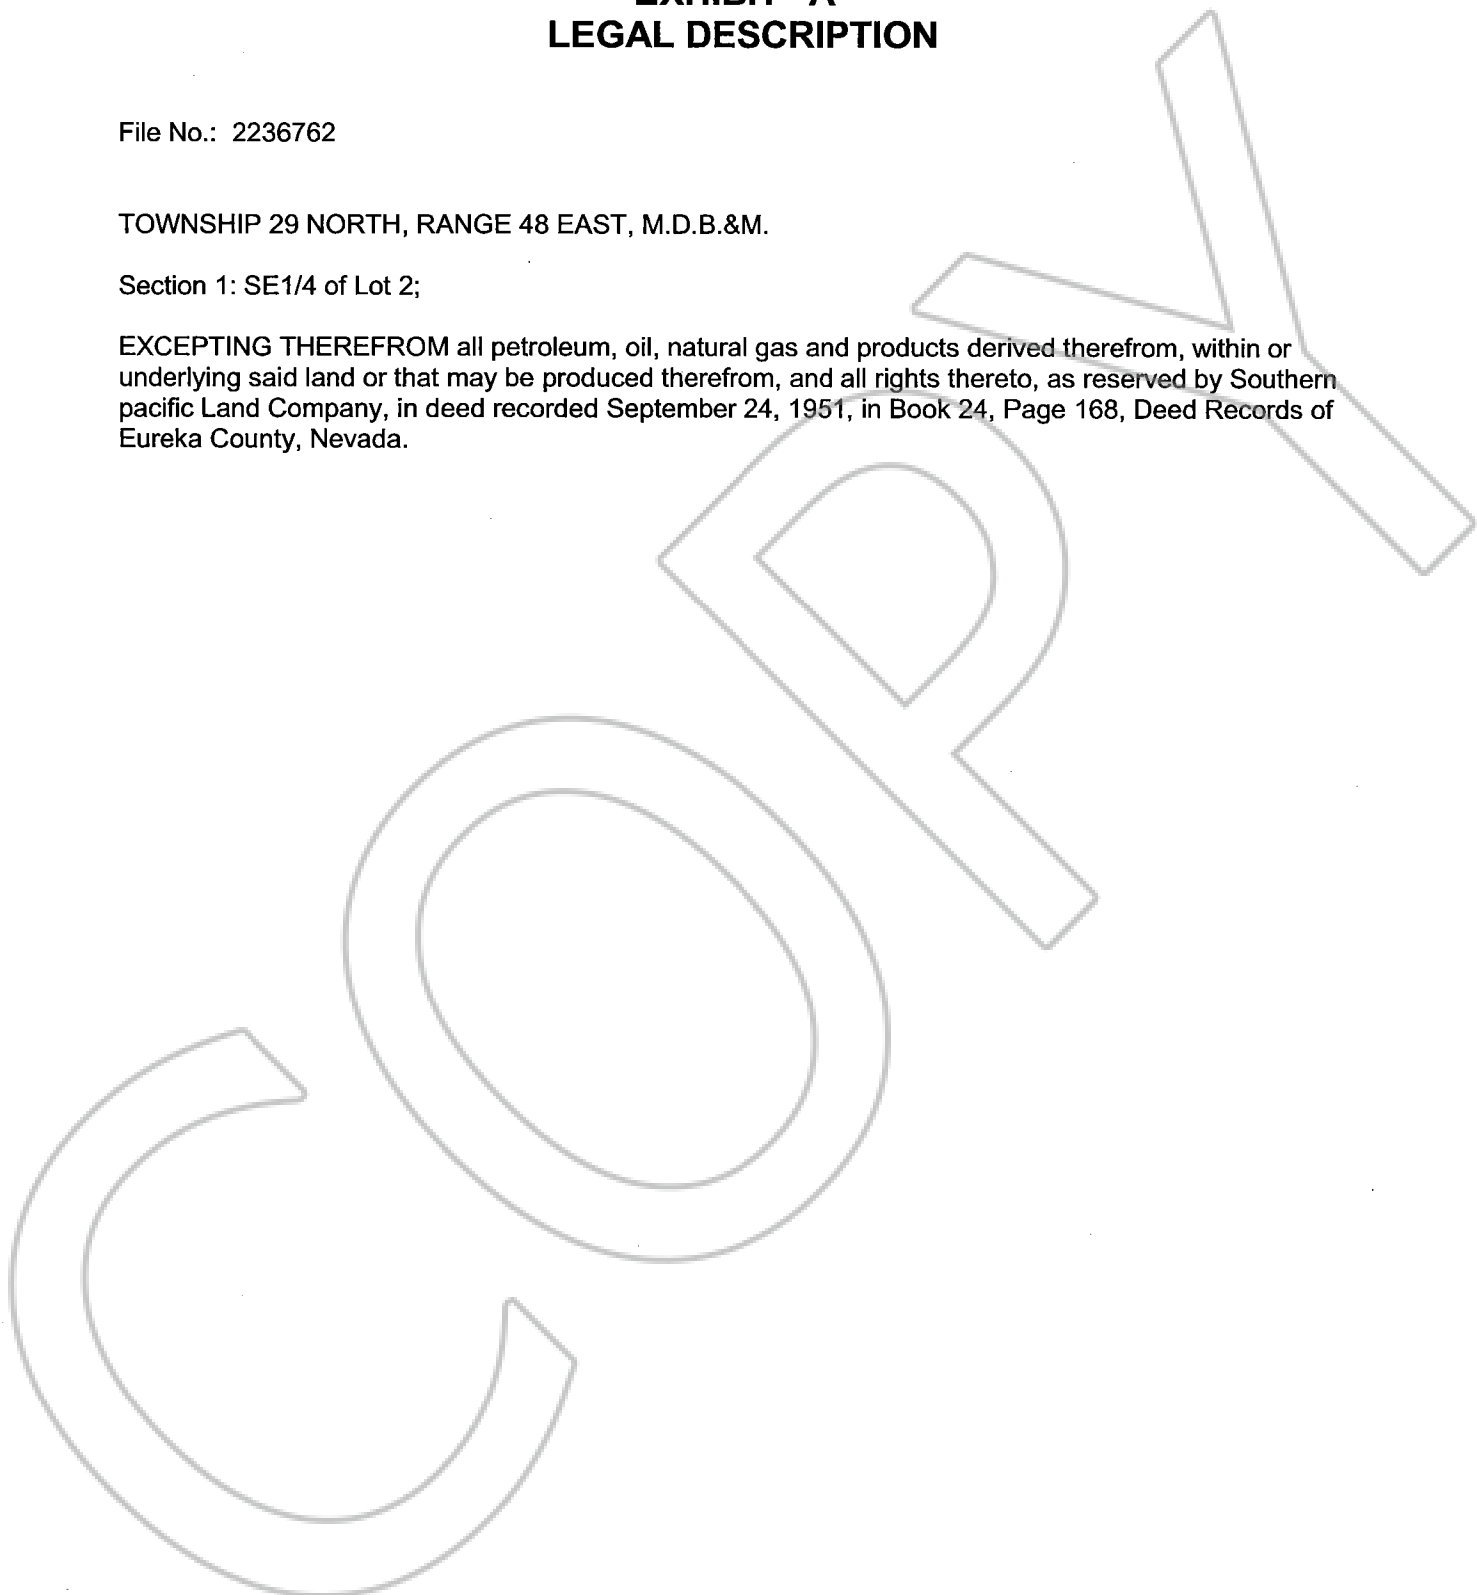 LEGAL DESCRIPTION
File No.: 2236762
TOWNSHIP 29 NORTH, RANGE 48 EAST, M.D.B.&M.
Section 1: SE1/4 of Lot 2;
EXCEPTING THEREFROM all petroleum, oil, natural gas and products derived therefrom, within or
underlying said land or that may be produced therefrom, and all rights thereto, as reserved by Southern
pacific Land Company, in deed recorded September 24, 1951, in Book 24, Page 168, Deed Records of
Eureka County, Nevada.
COPY